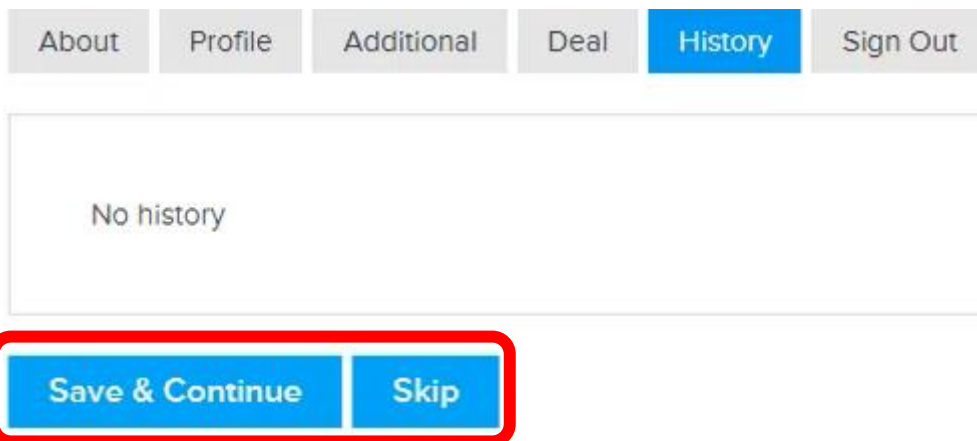 About Profile Additional Deal History Sign Out
No history
Save & Continue Skip